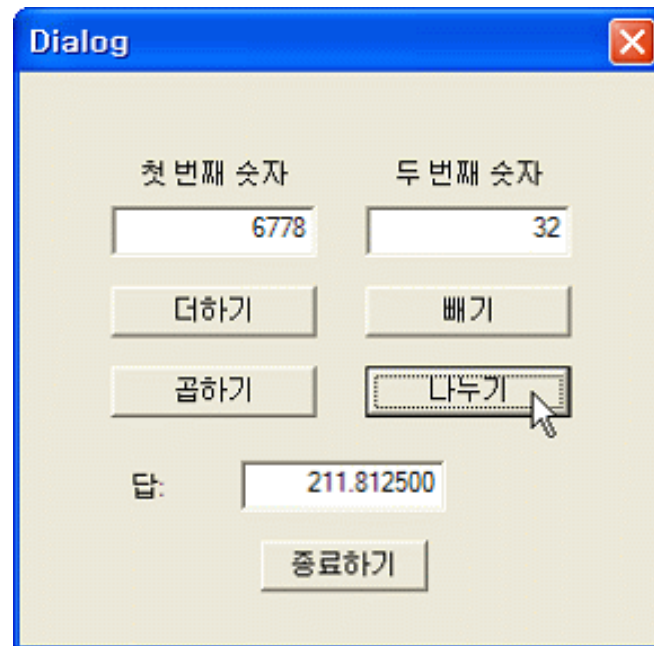 Dialog
첫 번째 숫자 두 번째 숫자
6778 32
더하기 빼기
곱하기 나누기
답: 211.812500
종료하기